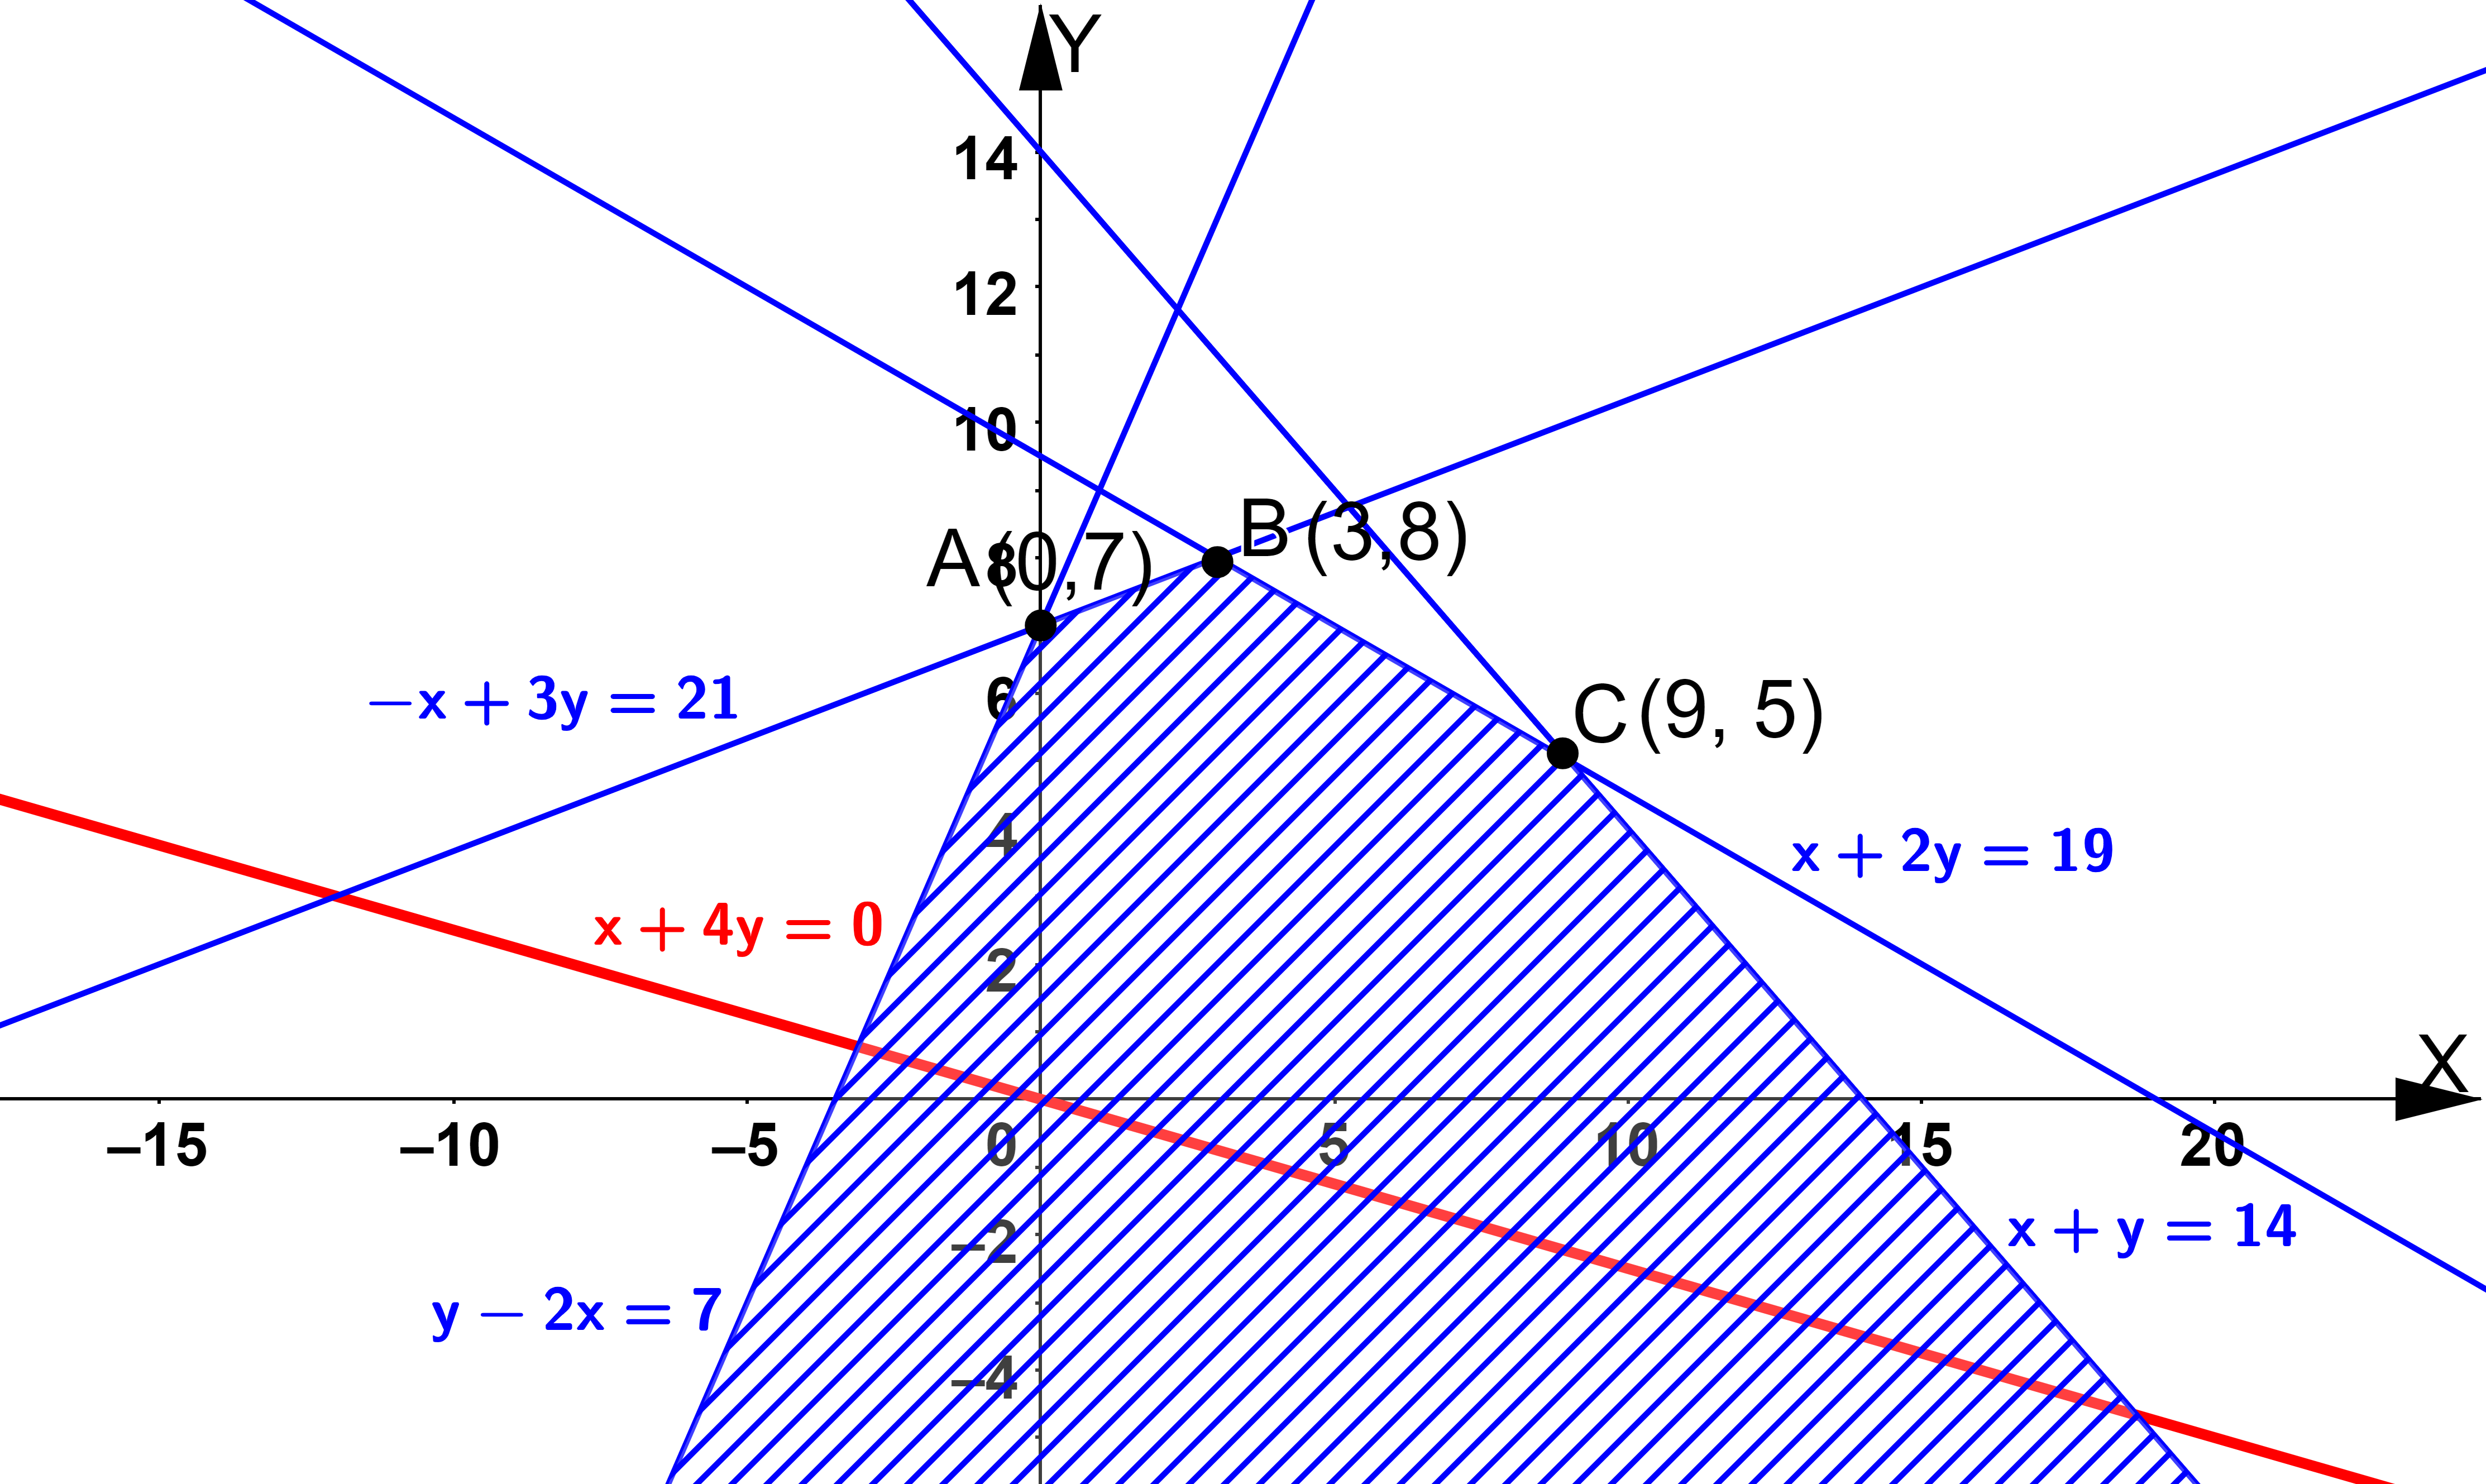 Y
14
12
10
B (3,8)
A (0,7)
8
−x + 3y = 21
6
C (9, 5)
4
x + 2y = 19
x + 4y = 0
2
X
−15 −10 −5 0 5 10 15 20
x + y = 14
−2
y − 2x = 7
−4